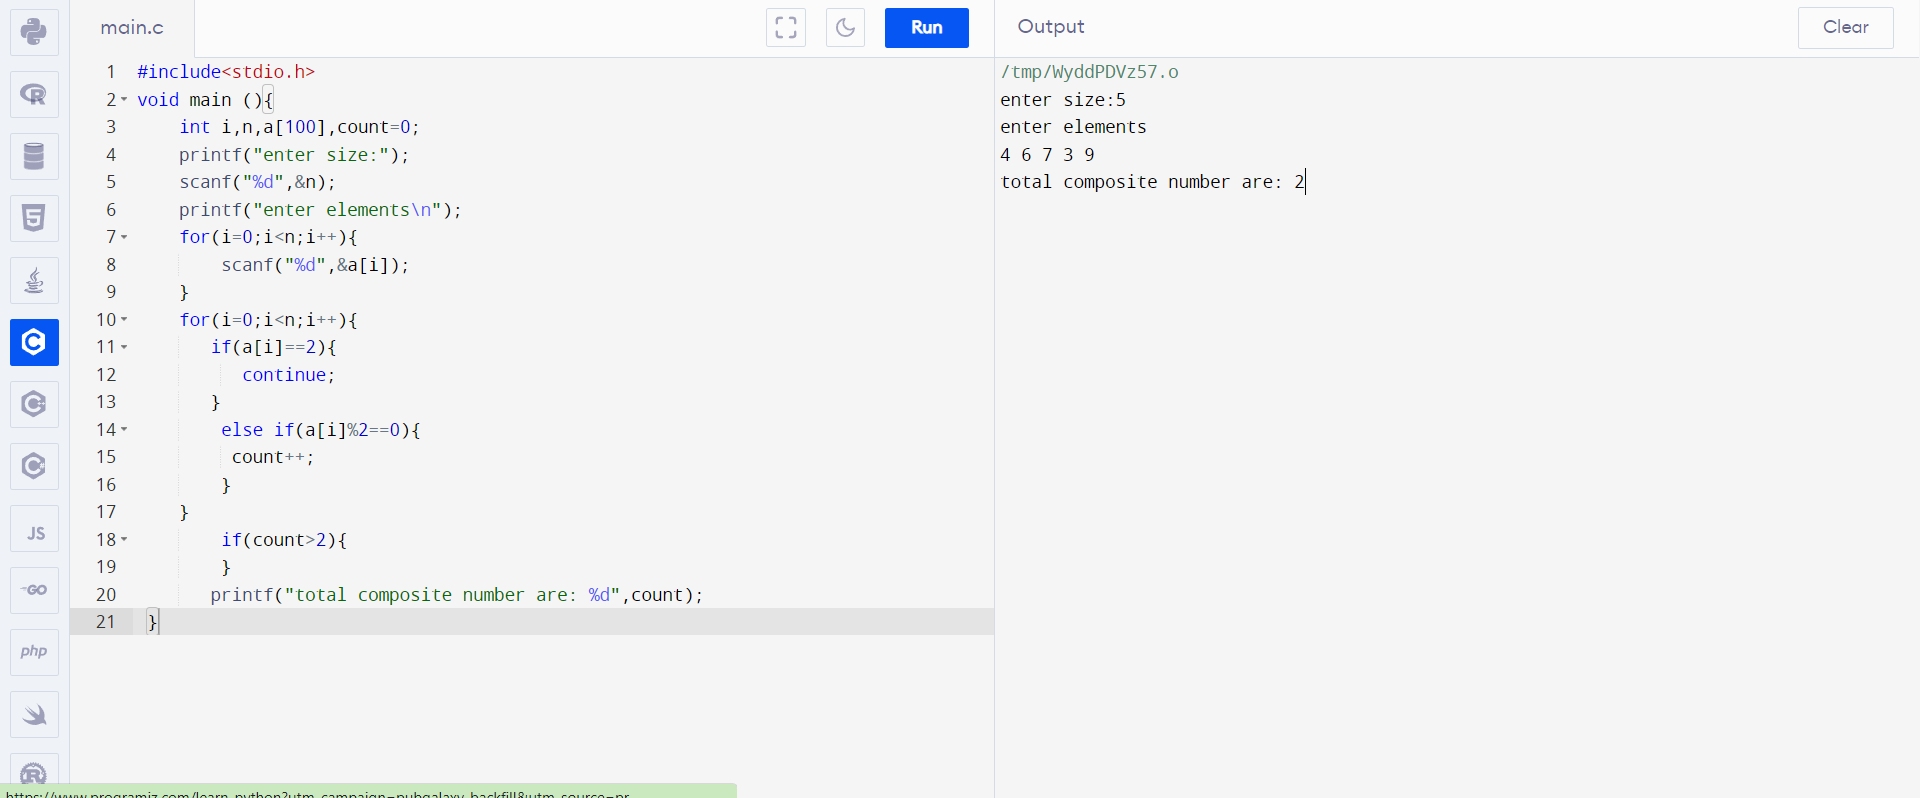 main.c
Run
Output
Clear
1 #include<stdio.h>
2 void main (){
3 int i,n,a[100],count=0;
4 printf("enter size:");
5 scanf("%d",&n);
6 printf("enter elements\n");
7 for(i=0;i<n;i++){
8 scanf("%d",&a[i]);
9 }
10 for(i=0;i<n;i++){
11 if(a[i]==2){
12 continue;
13 }
14 else if(a[i]%2==0){
15 count++;
16 }
17 }
18 if(count>2){
19 }
20 printf("total composite number are: %d",count);
21 }
/tmp/WyddPDVz57.o
enter size:5
enter elements
4 6 7 3 9
total composite number are: 2
R
5
C
C
C
JS
GO
php
R
https://www.programiz.com/learn-python?utm_campaign=pubgalaxy_backfill&utm_source=pr